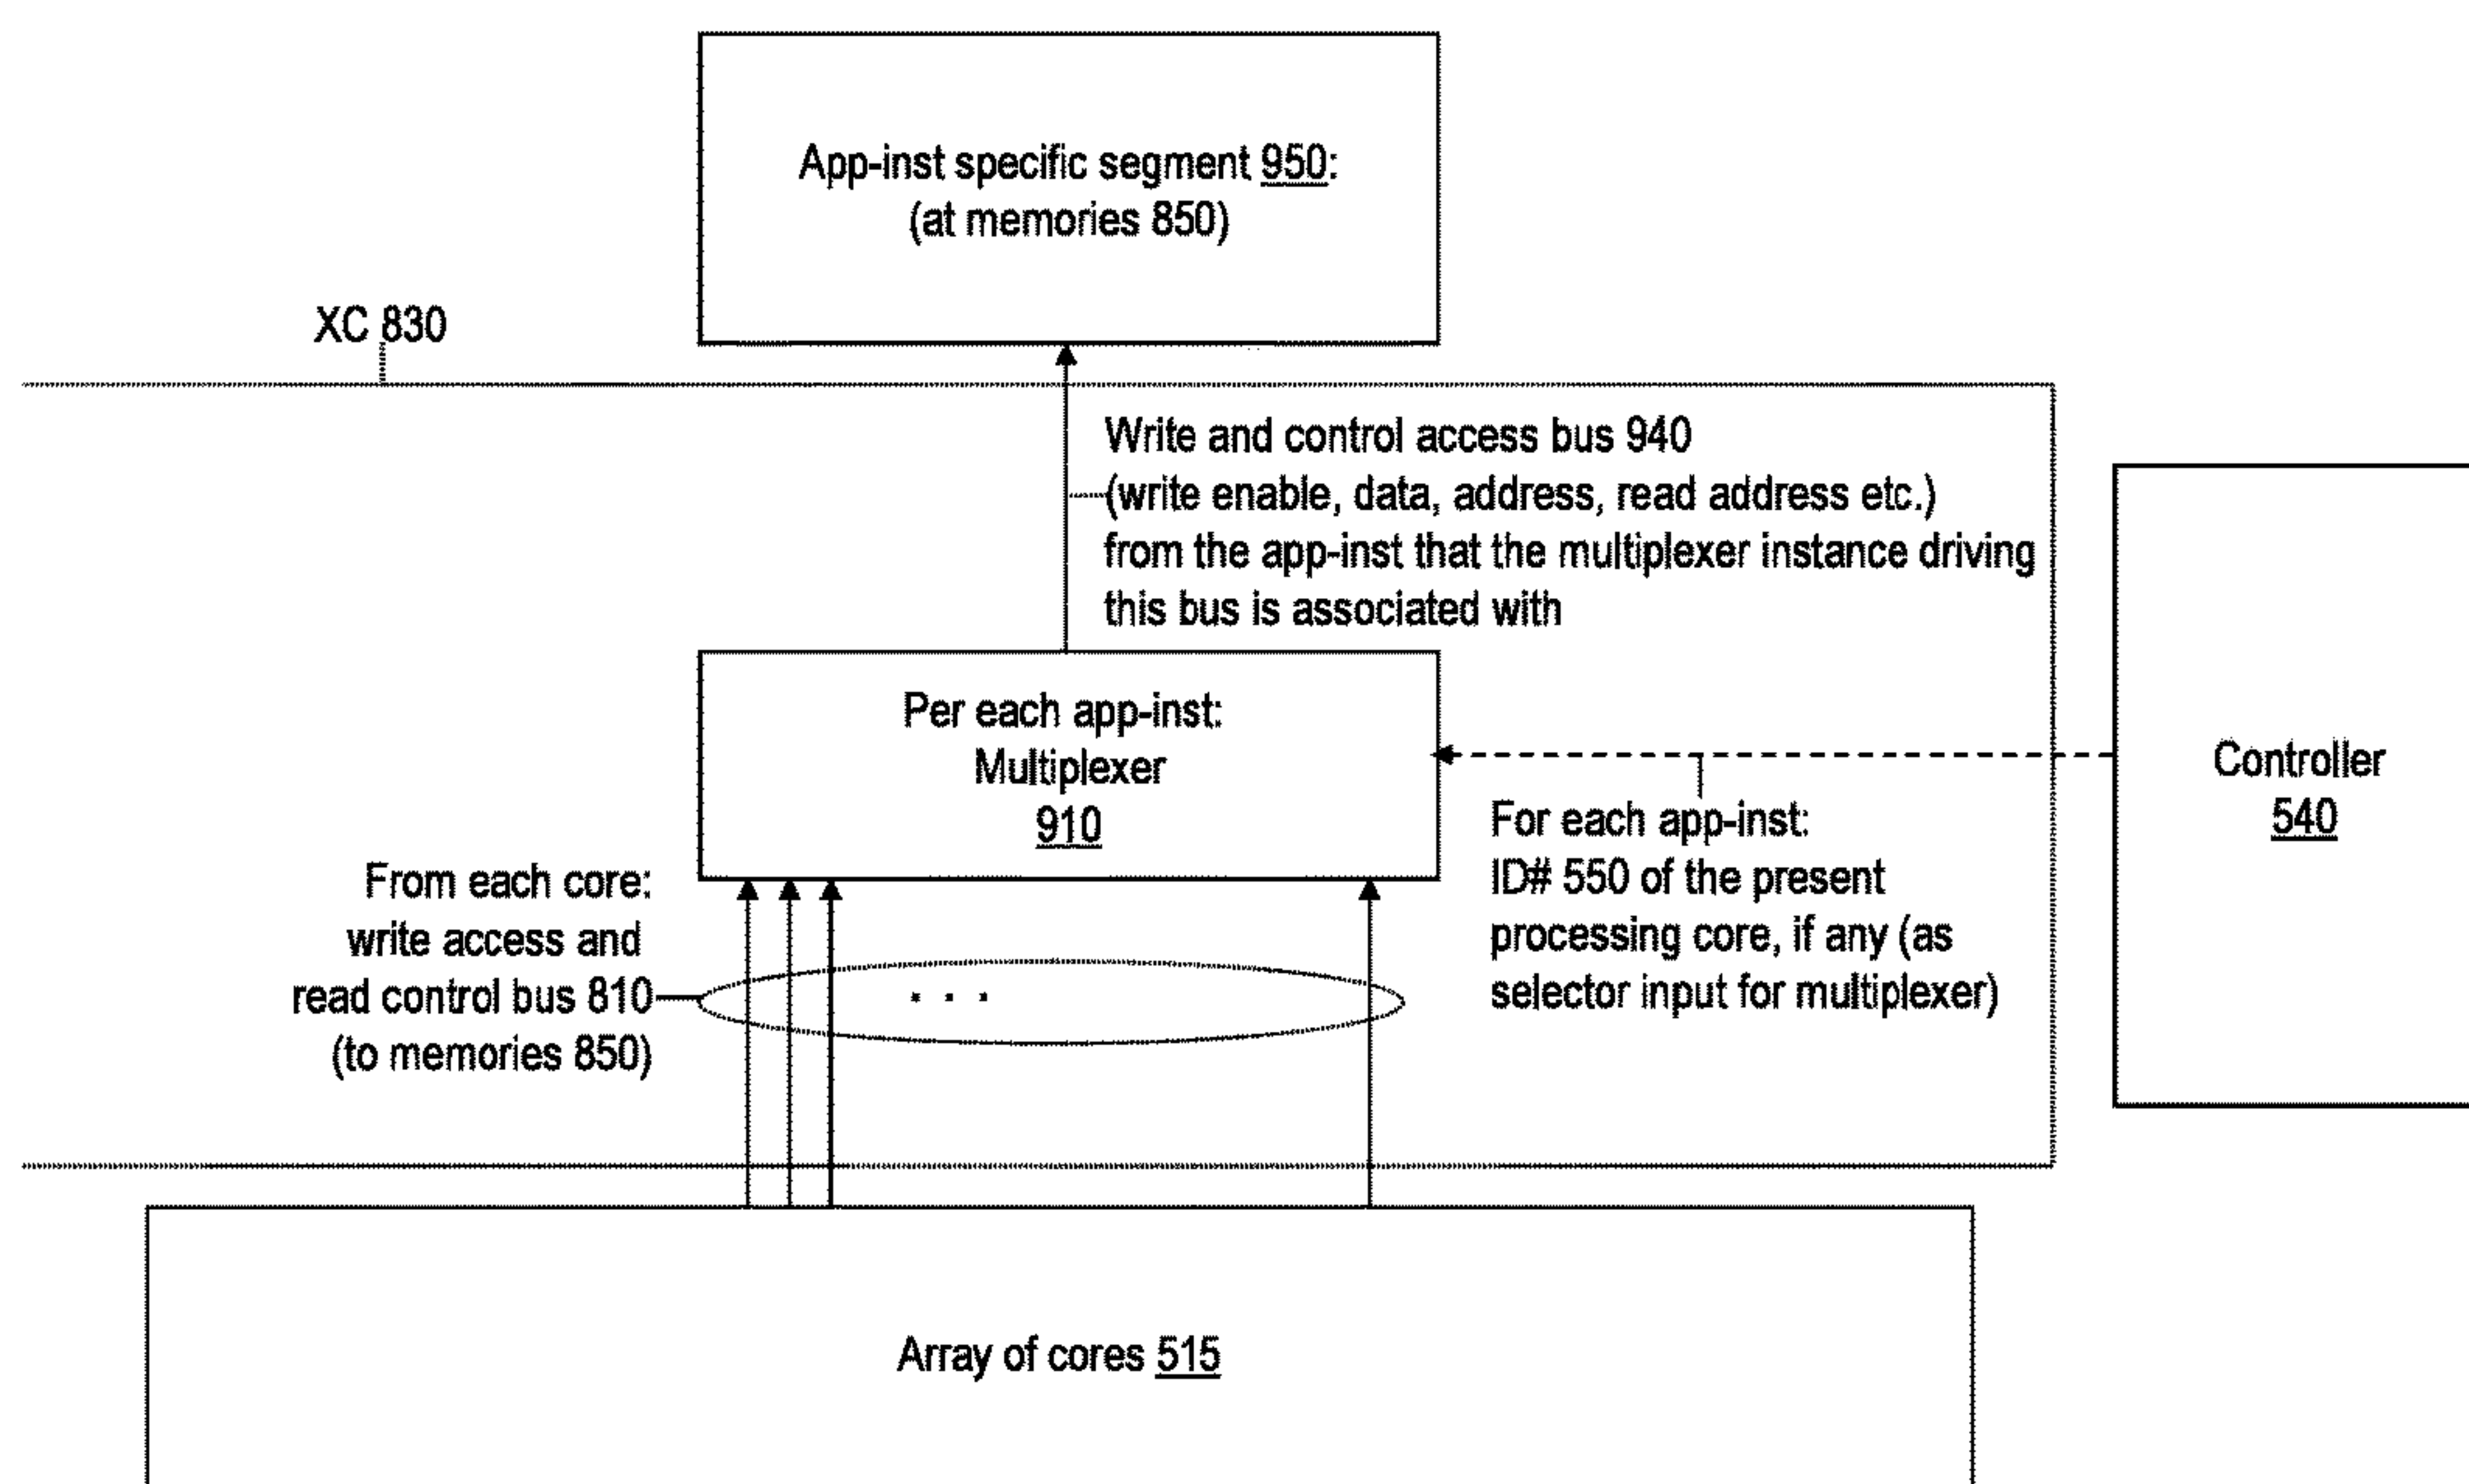 App-inst specific segment 950:
(at memories 850)
XC 830
Write and control access bus 940
(write enable, data, address, read address etc.)
from the app-inst that the multiplexer instance driving
this bus is associated with
Per each app-inst:
Multiplexer
910
Controller
540
For each app-inst:
ID# 550 of the present
processing core, if any (as
selector input for multiplexer)
From each core:
write access and
read control bus 810
(to memories 850)
. . .
Array of cores 515